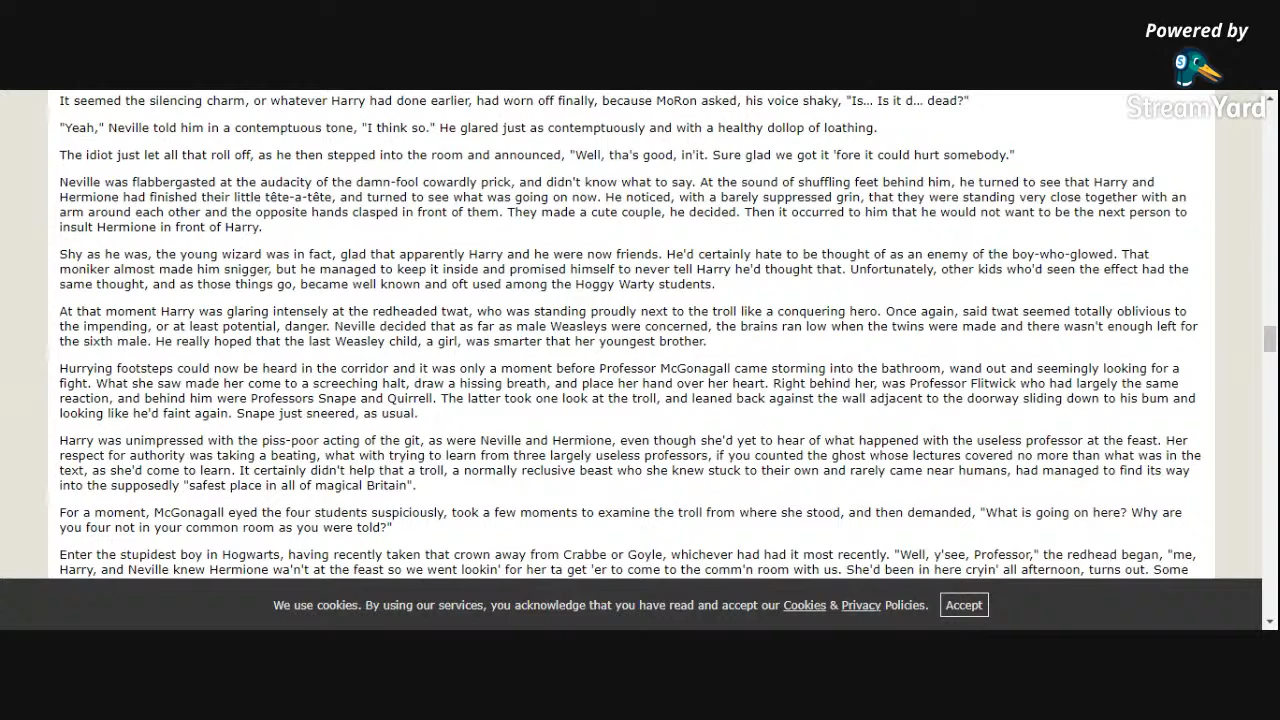 Powered by
StreamYard
It seemed the silencing charm, or whatever Harry had done earlier, had worn off finally, because MoRon asked, his voice shaky, "Is... Is it d... dead?"
"Yeah," Neville told him in a contemptuous tone, "I think so." He glared just as contemptuously and with a healthy dollop of loathing.
The idiot just let all that roll off, as he then stepped into the room and announced, "Well, tha's good, in'it. Sure glad we got it 'fore it could hurt somebody."
Neville was flabbergasted at the audacity of the damn-fool cowardly prick, and didn't know what to say. At the sound of shuffling feet behind him, he turned to see that Harry and
Hermione had finished their little tête-a-tête, and turned to see what was going on now. He noticed, with a barely suppressed grin, that they were standing very close together with an
arm around each other and the opposite hands clasped in front of them. They made a cute couple, he decided. Then it occurred to him that he would not want to be the next person to
insult Hermione in front of Harry.
Shy as he was, the young wizard was in fact, glad that apparently Harry and he were now friends. He'd certainly hate to be thought of as an enemy of the boy-who-glowed. That
moniker almost made him snigger, but he managed to keep it inside and promised himself to never tell Harry he'd thought that. Unfortunately, other kids who'd seen the effect had the
same thought, and as those things go, became well known and oft used among the Hoggy Warty students.
At that moment Harry was glaring intensely at the redheaded twat, who was standing proudly next to the troll like a conquering hero. Once again, said twat seemed totally oblivious to
the impending, or at least potential, danger. Neville decided that as far as male Weasleys were concerned, the brains ran low when the twins were made and there wasn't enough left for
the sixth male. He really hoped that the last Weasley child, a girl, was smarter that her youngest brother.
Hurrying footsteps could now be heard in the corridor and it was only a moment before Professor McGonagall came storming into the bathroom, wand out and seemingly looking for a
fight. What she saw made her come to a screeching halt, draw a hissing breath, and place her hand over her heart. Right behind her, was Professor Flitwick who had largely the same
reaction, and behind him were Professors Snape and Quirrell. The latter took one look at the troll, and leaned back against the wall adjacent to the doorway sliding down to his bum and
looking like he'd faint again. Snape just sneered, as usual.
Harry was unimpressed with the piss-poor acting of the git, as were Neville and Hermione, even though she'd yet to hear of what happened with the useless professor at the feast. Her
respect for authority was taking a beating, what with trying to learn from three largely useless professors, if you counted the ghost whose lectures covered no more than what was in the
text, as she'd come to learn. It certainly didn't help that a troll, a normally reclusive beast who she knew stuck to their own and rarely came near humans, had managed to find its way
into the supposedly "safest place in all of magical Britain".
For a moment, McGonagall eyed the four students suspiciously, took a few moments to examine the troll from where she stood, and then demanded, "What is going on here? Why are
you four not in your common room as you were told?"
Enter the stupidest boy in Hogwarts, having recently taken that crown away from Crabbe or Goyle, whichever had had it most recently. "Well, y'see, Professor," the redhead began, "me,
Harry, and Neville knew Hermione wa'n't at the feast so we went lookin' for her ta get 'er to come to the comm'n room with us. She'd been in here cryin' all afternoon, turns out. Some
We use cookies. By using our services, you acknowledge that you have read and accept our Cookies & Privacy Policies.
Accept